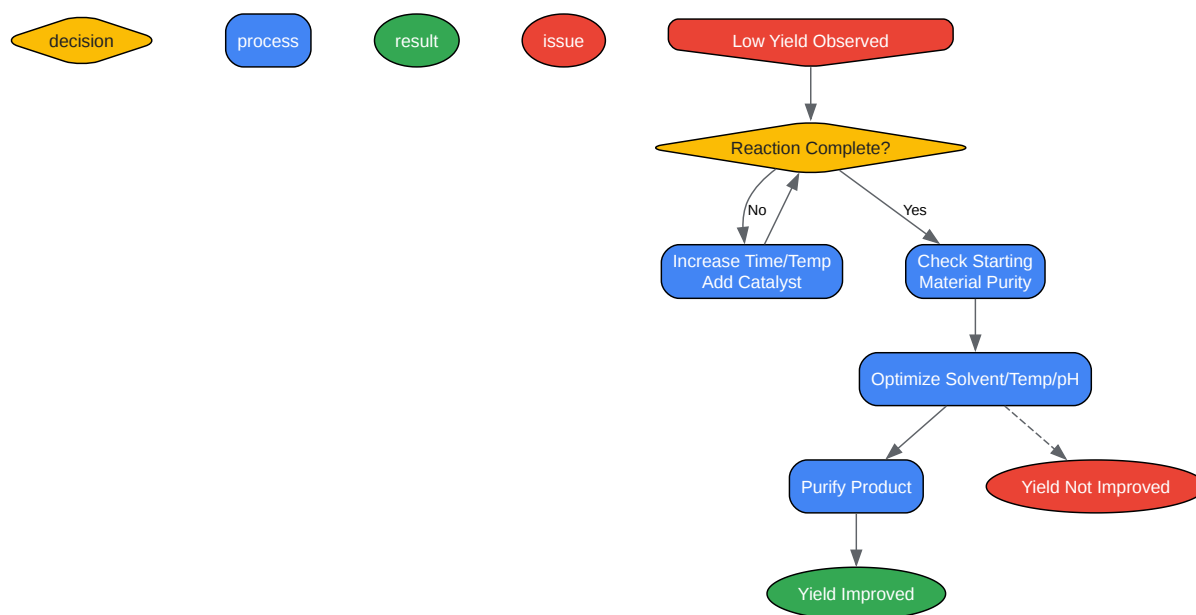 decision
process
result
issue
Low Yield Observed
Reaction Complete?
No
Yes
Increase Time/Temp
Add Catalyst
Check Starting
Material Purity
Optimize Solvent/Temp/pH
Purify Product
Yield Not Improved
Yield Improved